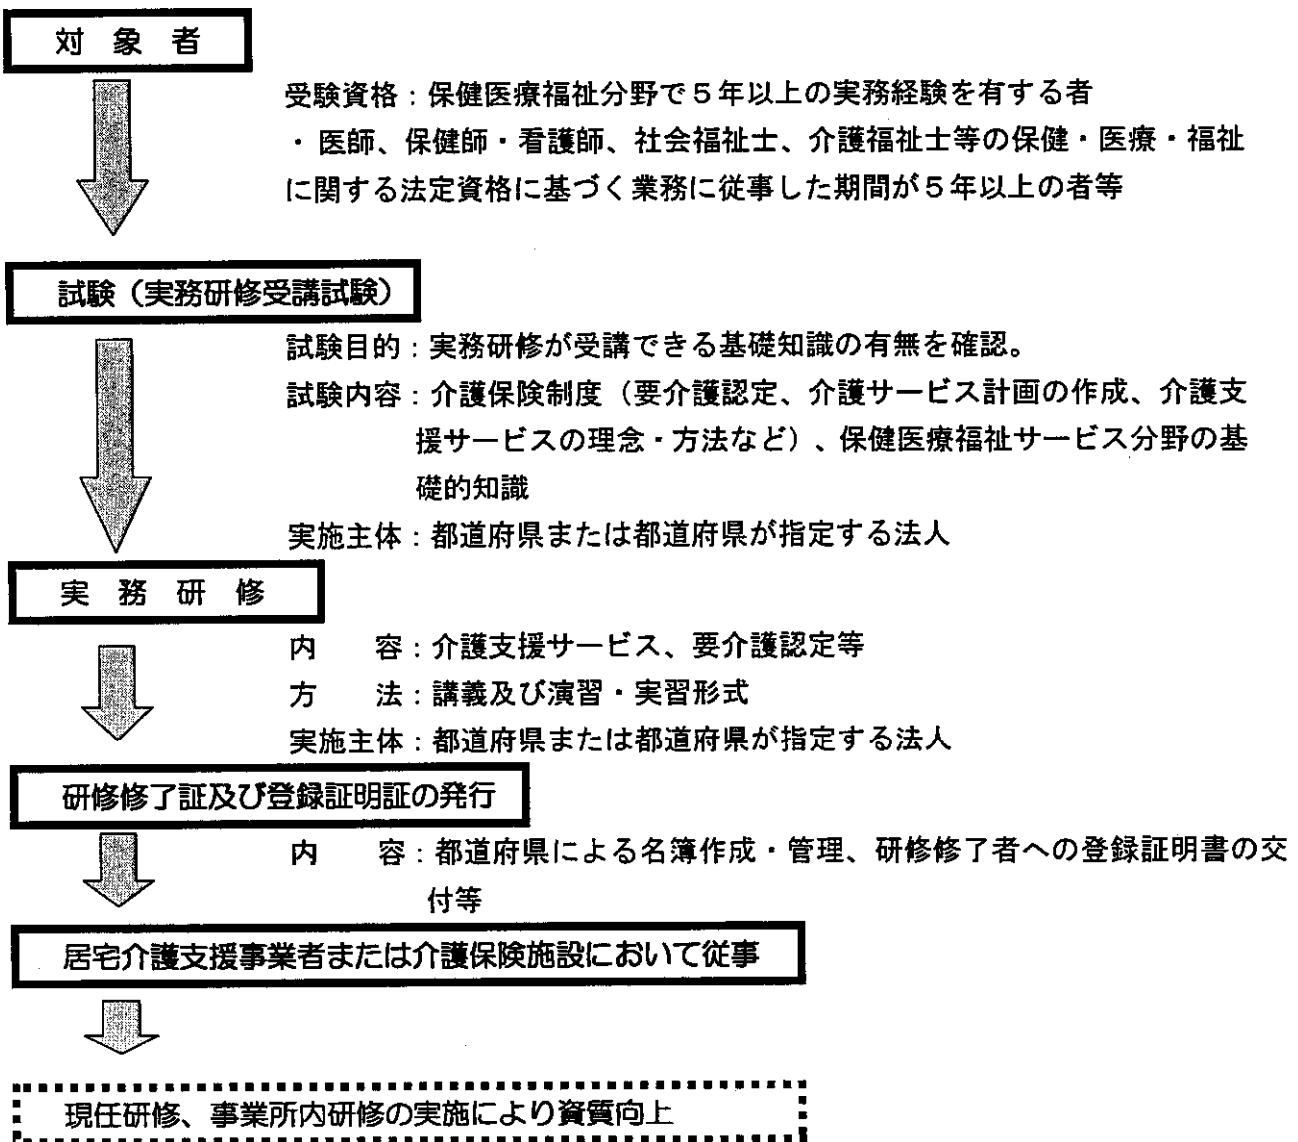 対 象 者
受験資格：保健医療福祉分野で５年以上の実務経験を有する者
・ 医師、保健師・看護師、社会福祉士、介護福祉士等の保健・医療・福祉
に関する法定資格に基づく業務に従事した期間が５年以上の者等
試験（実務研修受講試験）
試験目的：実務研修が受講できる基礎知識の有無を確認。
試験内容：介護保険制度（要介護認定、介護サービス計画の作成、介護支
援サービスの理念・方法など）、保健医療福祉サービス分野の基
礎的知識
実施主体：都道府県または都道府県が指定する法人
実 務 研 修
内　　容：介護支援サービス、要介護認定等
方　　法：講義及び演習・実習形式
実施主体：都道府県または都道府県が指定する法人
研修修了証及び登録証明証の発行
内　　容：都道府県による名簿作成・管理、研修修了者への登録証明書の交
付等
居宅介護支援事業者または介護保険施設において従事
現任研修、事業所内研修の実施により資質向上